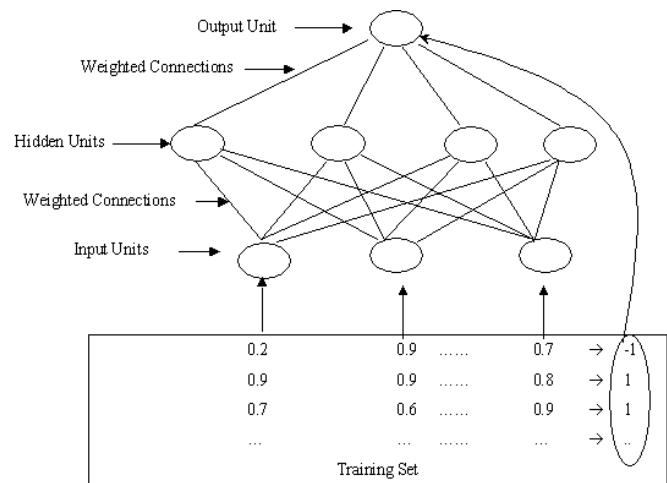 Output Unit
Weighted Connections
Hidden Units
Weighted Connections
Input Units
0.2 0.9 ...... 0.7 → -1
0.9 0.9 ...... 0.8 → 1
0.7 0.6 ...... 0.9 → 1
... ... ...... ... → ..
Training Set